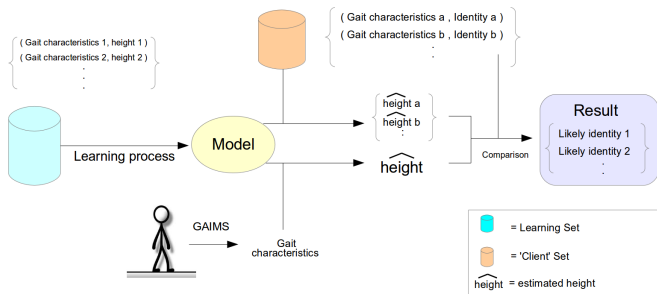 ( Gait characteristics a , Identity a )
( Gait characteristics b , Identity b )
:
( Gait characteristics 1, height 1 )
( Gait characteristics 2, height 2 )
.
.
.
height a
height b
:
Result
Likely identity 1
Likely identity 2
.
.
Model
Learning process
height
Comparison
GAIMS
Gait
characteristics
= Learning Set
= 'Client' Set
height = estimated height